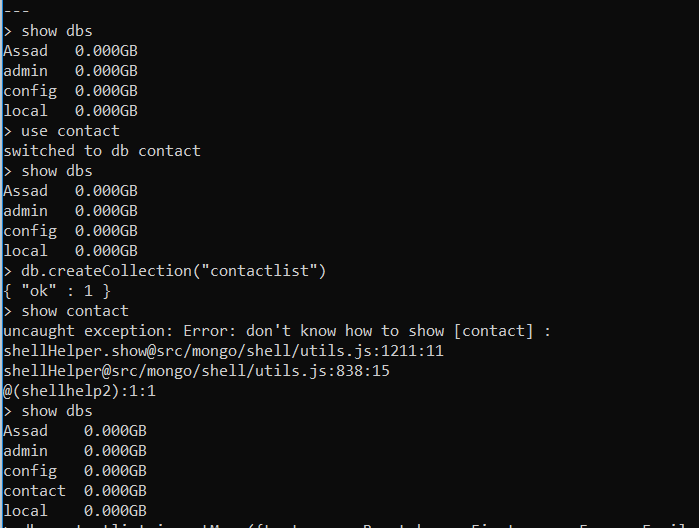 ---
> show dbs
Assad   0.000GB
admin   0.000GB
config  0.000GB
local   0.000GB
> use contact
switched to db contact
> show dbs
Assad   0.000GB
admin   0.000GB
config  0.000GB
local   0.000GB
> db.createCollection("contactlist")
{ "ok" : 1 }
> show contact
uncaught exception: Error: don't know how to show [contact] :
shellHelper.show@src/mongo/shell/utils.js:1211:11
shellHelper@src/mongo/shell/utils.js:838:15
@(shellhelp2):1:1
> show dbs
Assad    0.000GB
admin    0.000GB
config   0.000GB
contact  0.000GB
local    0.000GB